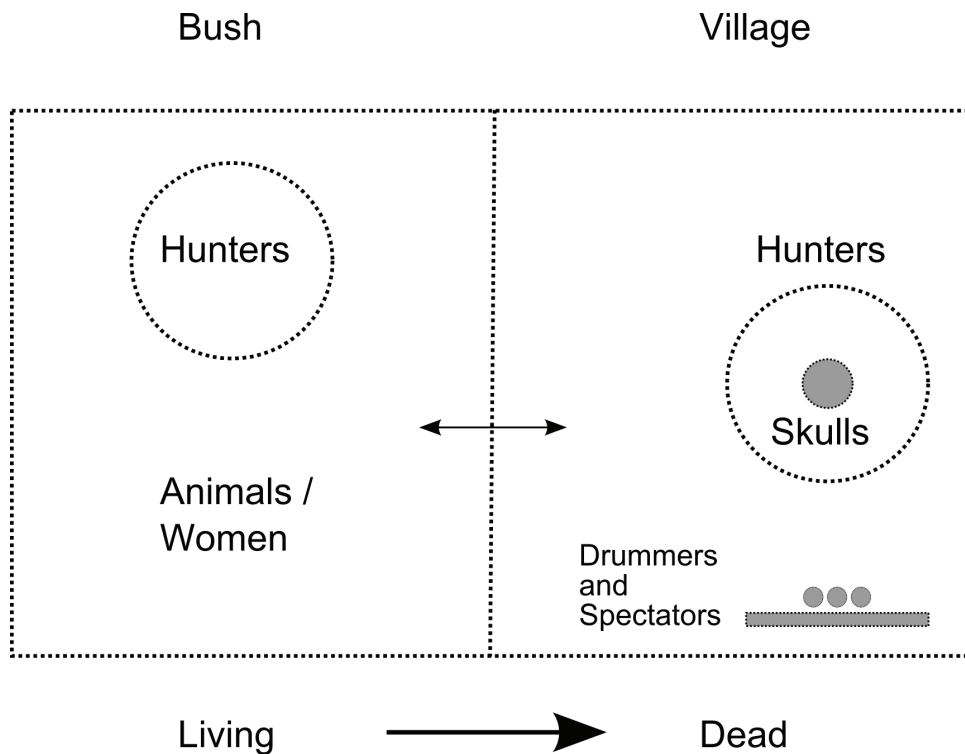 Bush
Village
Hunters
Hunters
Skulls
Animals /
Women
Drummers
and
Spectators
Living
Dead